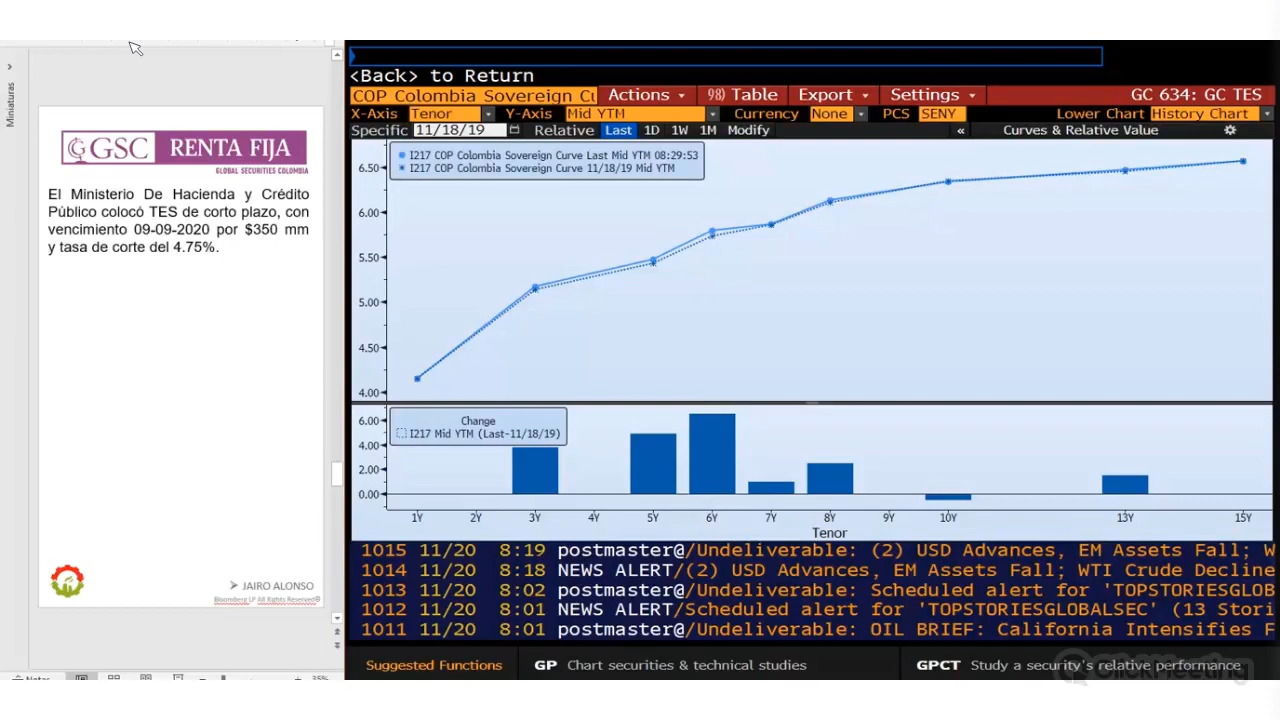 Miniaturas
GSC RENTA FIJA
GLOBAL SECURITIES COLOMBIA
El Ministerio De Hacienda y Crédito
Público colocó TES de corto plazo, con
vencimiento 09-09-2020 por $350 mm
y tasa de corte del 4.75%.
JAIRO ALONSO
Bloomberg LP All Rights Reserved®
35%
<Back> to Return
COP Colombia Sovereign Cu Actions 98) Table Export Settings GC 634: GC TES
X-Axis Tenor Y-Axis Mid YTM Currency None PCS SENY Lower Chart History Chart
Specific 11/18/19 Relative Last 1D 1W 1M Modify « Curves & Relative Value
I217 COP Colombia Sovereign Curve Last Mid YTM 08:29:53
I217 COP Colombia Sovereign Curve 11/18/19 Mid YTM
6.50
6.00
5.50
5.00
4.50
4.00
Change
I217 Mid YTM (Last-11/18/19)
6.00
4.00
2.00
0.00
1Y 2Y 3Y 4Y 5Y 6Y 7Y 8Y 9Y 10Y 13Y 15Y
Tenor
1015 11/20 8:19 postmaster@/Undeliverable: (2) USD Advances, EM Assets Fall; W
1014 11/20 8:18 NEWS ALERT/(2) USD Advances, EM Assets Fall; WTI Crude Decline
1013 11/20 8:02 postmaster@/Undeliverable: Scheduled alert for 'TOPSTORIESGLOB
1012 11/20 8:01 NEWS ALERT/Scheduled alert for 'TOPSTORIESGLOBALSEC' (13 Stori
1011 11/20 8:01 postmaster@/Undeliverable: OIL BRIEF: California Intensifies F
Suggested Functions GP Chart securities & technical studies GPCT Study a security's relative performance
ClickMeeting